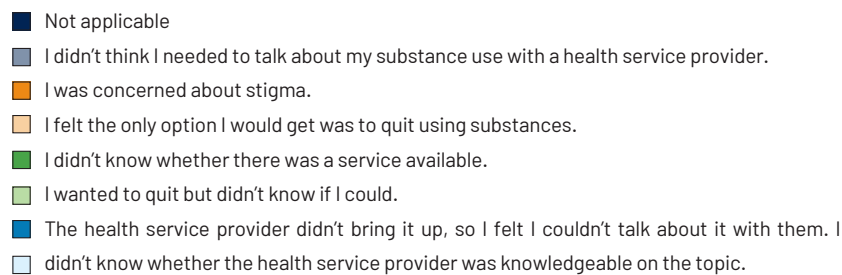 Not applicable
I didn’t think I needed to talk about my substance use with a health service provider.
I was concerned about stigma.
I felt the only option I would get was to quit using substances.
I didn’t know whether there was a service available.
I wanted to quit but didn’t know if I could.
The health service provider didn’t bring it up, so I felt I couldn’t talk about it with them. I
didn’t know whether the health service provider was knowledgeable on the topic.